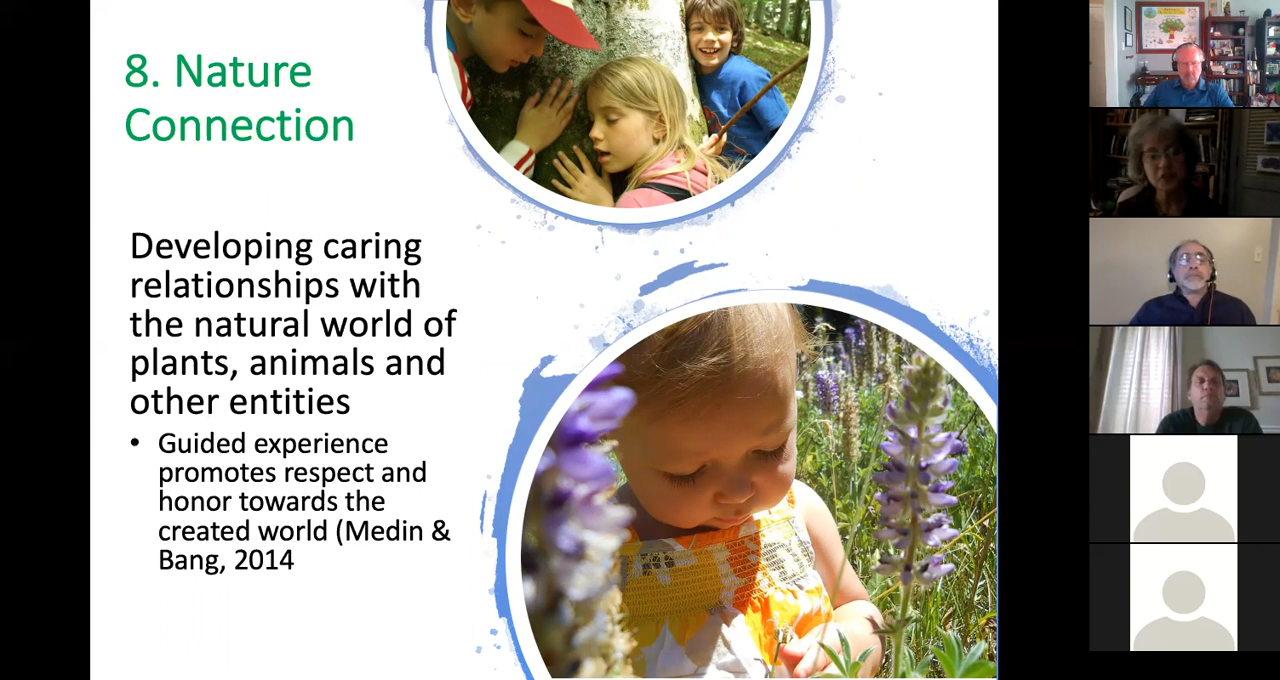 8. Nature
Connection
Developing caring
relationships with
the natural world of
plants, animals and
other entities
• Guided experience
promotes respect and
honor towards the
created world (Medin &
Bang, 2014